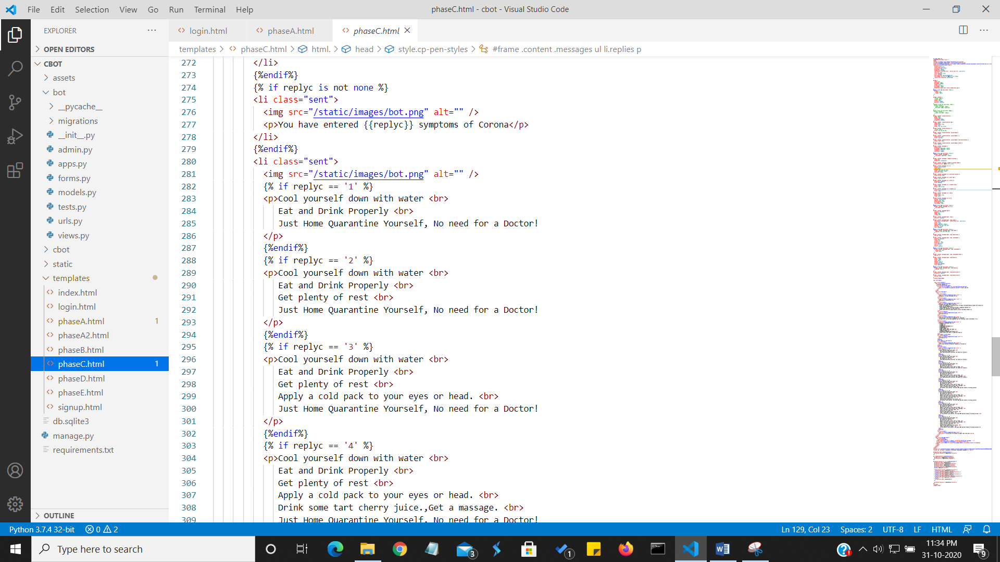 File Edit Selection View Go Run Terminal Help
phaseC.html - cbot - Visual Studio Code
EXPLORER
OPEN EDITORS
CBOT
assets
bot
__pycache__
migrations
__init__.py
admin.py
apps.py
forms.py
models.py
tests.py
urls.py
views.py
cbot
static
templates
index.html
login.html
phaseA.html 1
phaseA2.html
phaseB.html
phaseC.html 1
phaseD.html
phaseE.html
signup.html
db.sqlite3
manage.py
requirements.txt
OUTLINE
login.html phaseA.html phaseC.html
templates > phaseC.html > html. > head > style.cp-pen-styles > #frame .content .messages ul li.replies p
272 </li>
273 {%endif%}
274 {% if replyc is not none %}
275 <li class="sent">
276 <img src="/static/images/bot.png" alt="" />
277 <p>You have entered {{replyc}} symptoms of Corona</p>
278 </li>
279 {%endif%}
280 <li class="sent">
281 <img src="/static/images/bot.png" alt="" />
282 {% if replyc == '1' %}
283 <p>Cool yourself down with water <br>
284 Eat and Drink Properly <br>
285 Just Home Quarantine Yourself, No need for a Doctor!
286 </p>
287 {%endif%}
288 {% if replyc == '2' %}
289 <p>Cool yourself down with water <br>
290 Eat and Drink Properly <br>
291 Get plenty of rest <br>
292 Just Home Quarantine Yourself, No need for a Doctor!
293 </p>
294 {%endif%}
295 {% if replyc == '3' %}
296 <p>Cool yourself down with water <br>
297 Eat and Drink Properly <br>
298 Get plenty of rest <br>
299 Apply a cold pack to your eyes or head. <br>
300 Just Home Quarantine Yourself, No need for a Doctor!
301 </p>
302 {%endif%}
303 {% if replyc == '4' %}
304 <p>Cool yourself down with water <br>
305 Eat and Drink Properly <br>
306 Get plenty of rest <br>
307 Apply a cold pack to your eyes or head. <br>
308 Drink some tart cherry juice.,Get a massage. <br>
309 Just Home Quarantine Yourself, No need for a Doctor!
Python 3.7.4 32-bit 0 2
Ln 129, Col 23 Spaces: 2 UTF-8 LF HTML
Type here to search
3
1
11:34 PM
31-10-2020
9